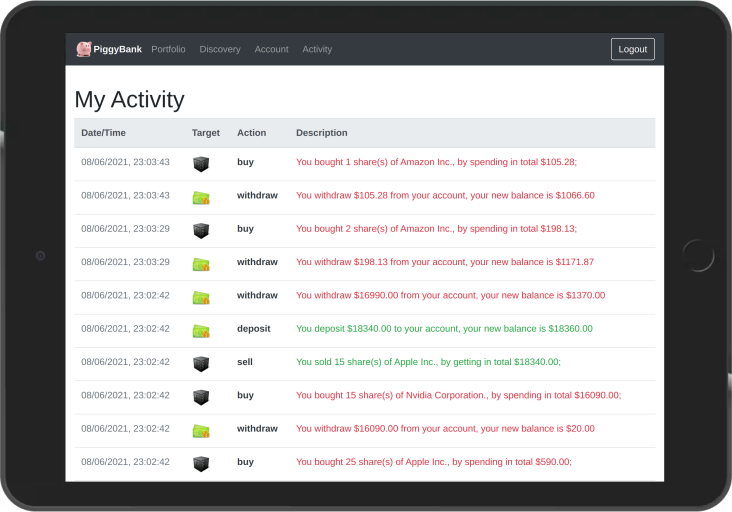 PiggyBank Portfolio Discovery Account Activity Logout
My Activity
Date/Time Target Action Description
08/06/2021, 23:03:43 buy You bought 1 share(s) of Amazon Inc., by spending in total $105.28;
08/06/2021, 23:03:43 withdraw You withdraw $105.28 from your account, your new balance is $1066.60
08/06/2021, 23:03:29 buy You bought 2 share(s) of Amazon Inc., by spending in total $198.13;
08/06/2021, 23:03:29 withdraw You withdraw $198.13 from your account, your new balance is $1171.87
08/06/2021, 23:02:42 withdraw You withdraw $16990.00 from your account, your new balance is $1370.00
08/06/2021, 23:02:42 deposit You deposit $18340.00 to your account, your new balance is $18360.00
08/06/2021, 23:02:42 sell You sold 15 share(s) of Apple Inc., by getting in total $18340.00;
08/06/2021, 23:02:42 buy You bought 15 share(s) of Nvidia Corporation., by spending in total $16090.00;
08/06/2021, 23:02:42 withdraw You withdraw $16090.00 from your account, your new balance is $20.00
08/06/2021, 23:02:42 buy You bought 25 share(s) of Apple Inc., by spending in total $590.00;